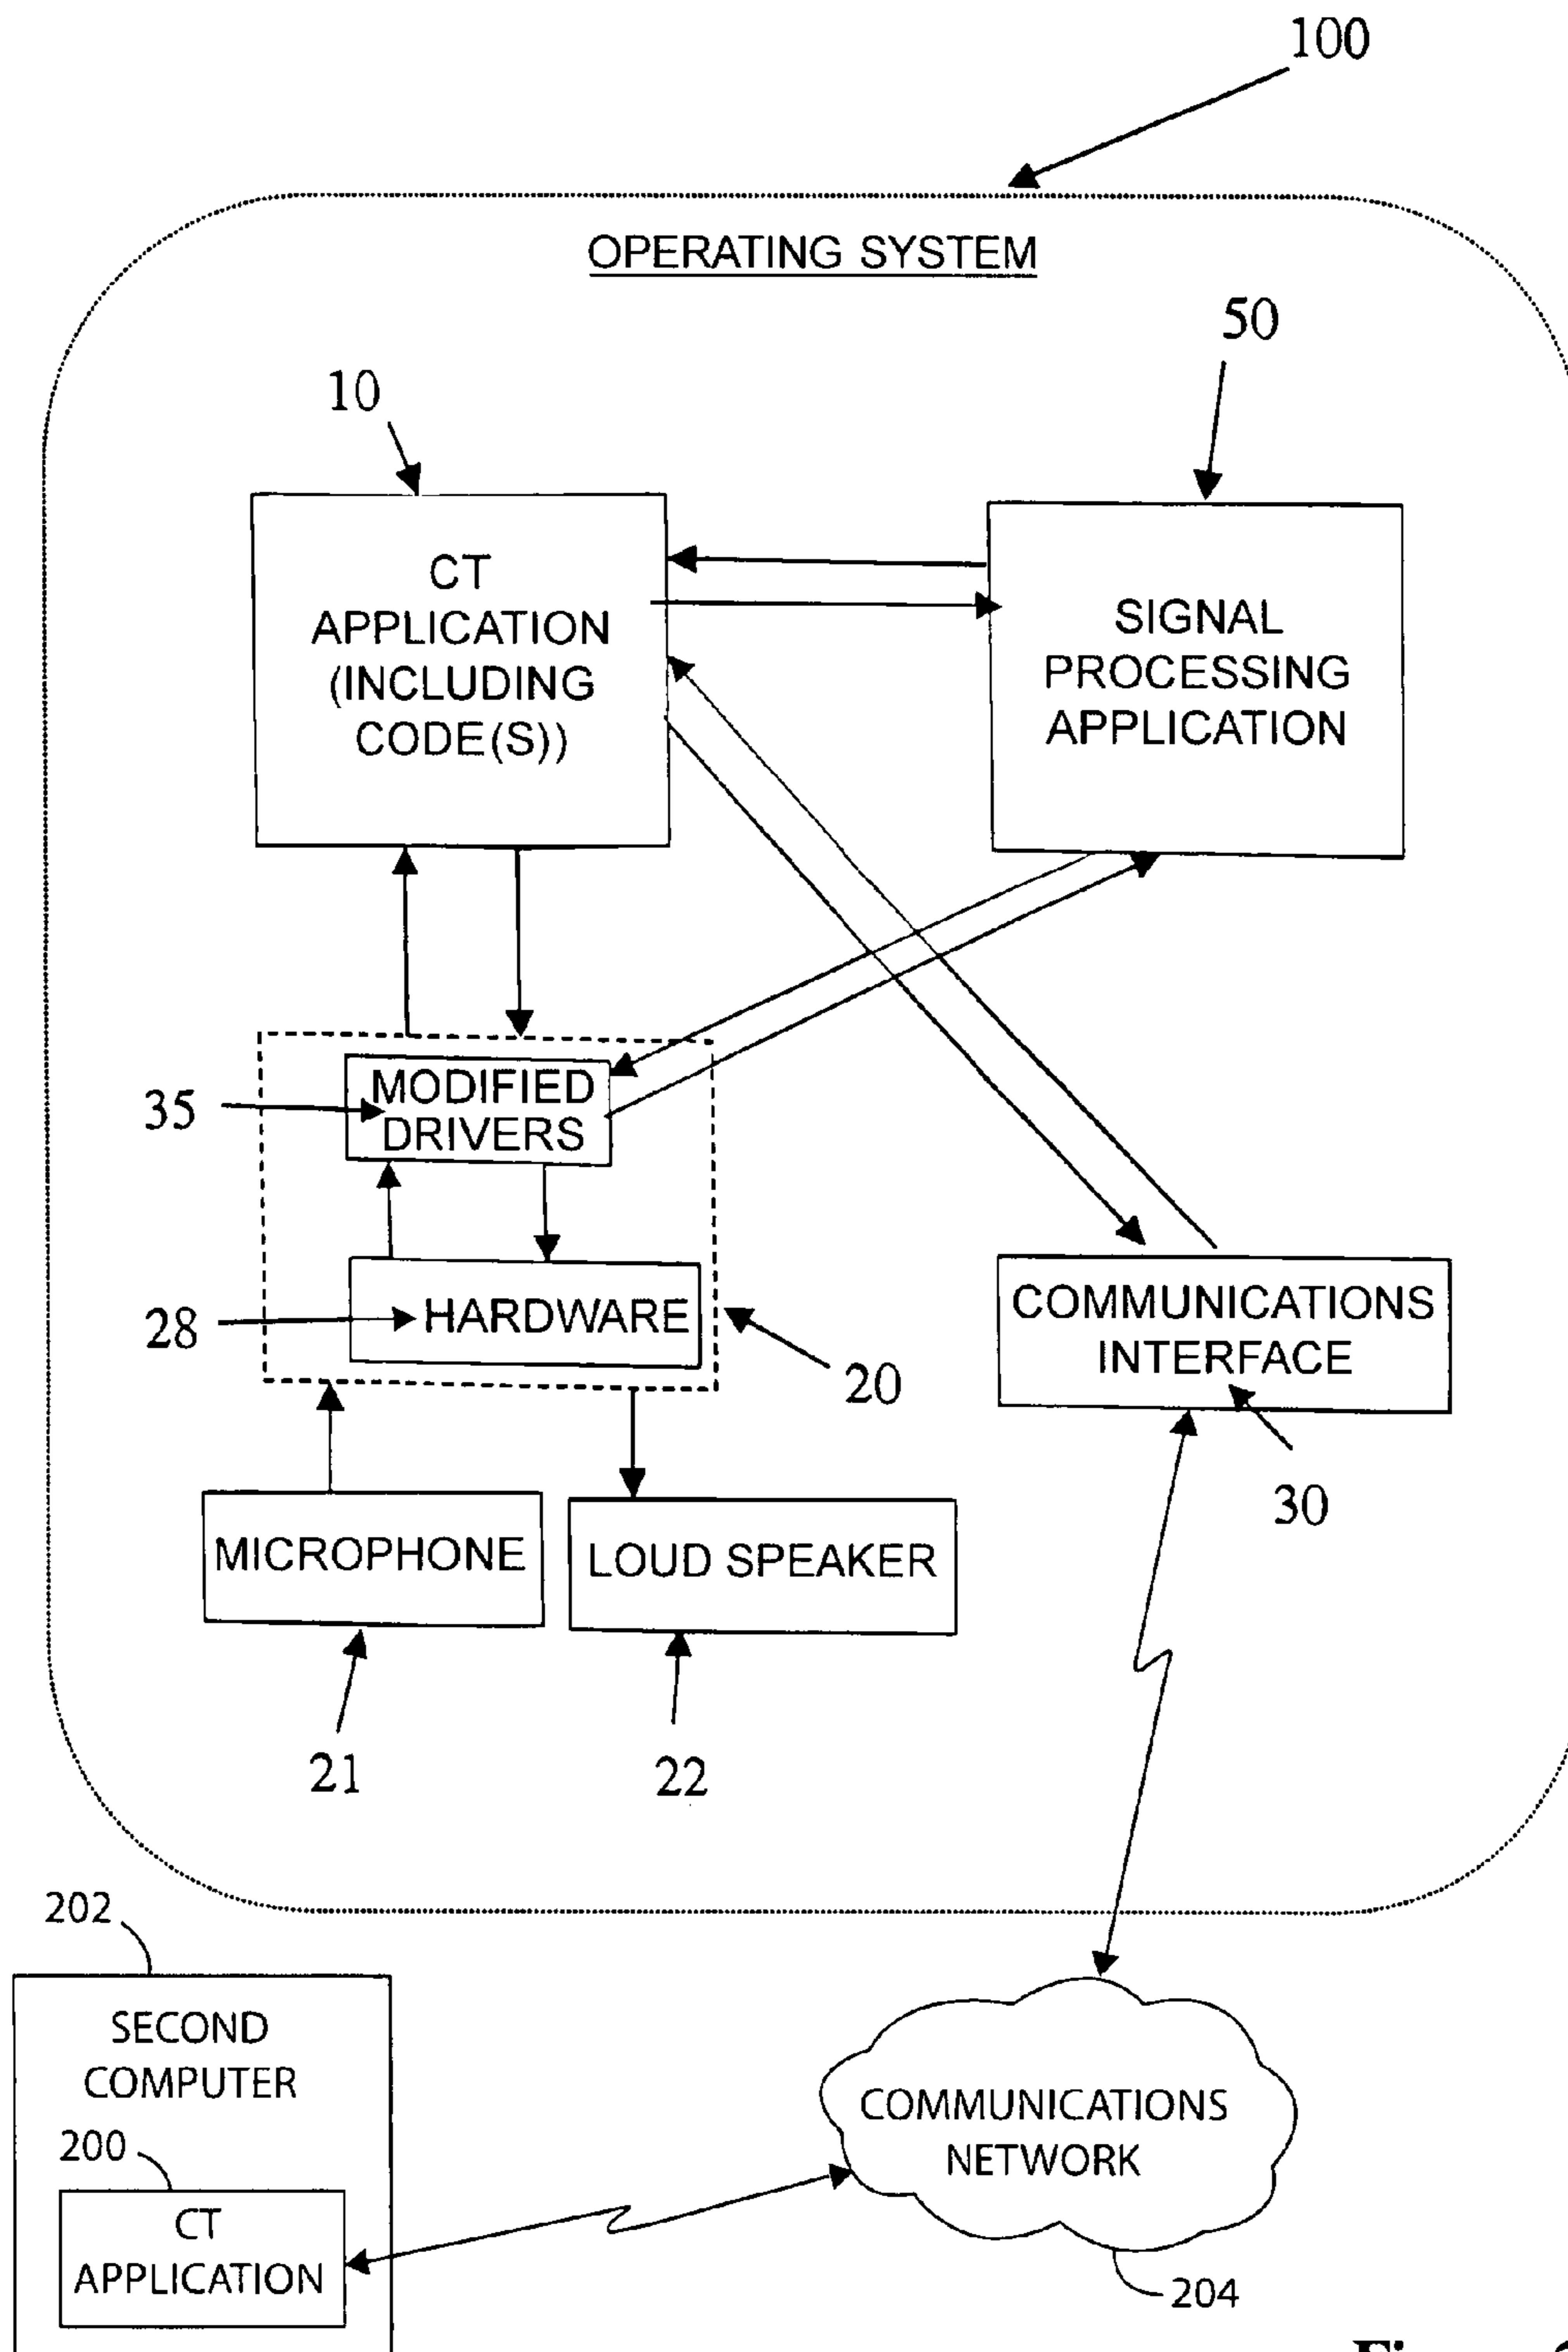 100
OPERATING SYSTEM
50
10
CT
APPLICATION
(INCLUDING
CODE(S))
SIGNAL
PROCESSING
APPLICATION
35
MODIFIED
DRIVERS
28
HARDWARE
20
COMMUNICATIONS
INTERFACE
30
MICROPHONE
LOUD SPEAKER
21
22
202
SECOND
COMPUTER
200
CT
APPLICATION
COMMUNICATIONS
NETWORK
204